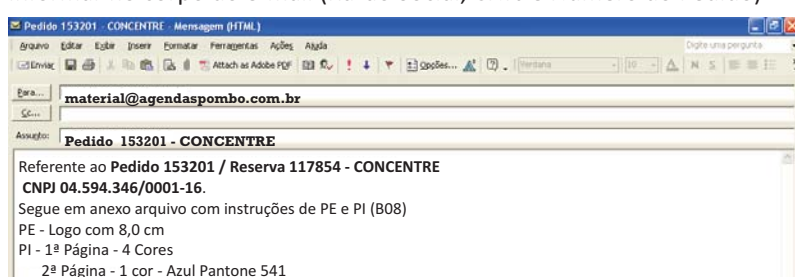 Pedido 153201 - CONCENTRE - Mensagem (HTML)
Arquivo Editar Exibir Inserir Formatar Ferramentas Ações Ajuda Digite uma pergunta
Enviar Attach as Adobe PDF Opções... Verdana 10 N S
Para... material@agendaspombo.com.br
Cc...
Assunto: Pedido 153201 - CONCENTRE
Referente ao Pedido 153201 / Reserva 117854 - CONCENTRE
CNPJ 04.594.346/0001-16.
Segue em anexo arquivo com instruções de PE e PI (B08)
PE - Logo com 8,0 cm
PI - 1ª Página - 4 Cores
2ª Página - 1 cor - Azul Pantone 541